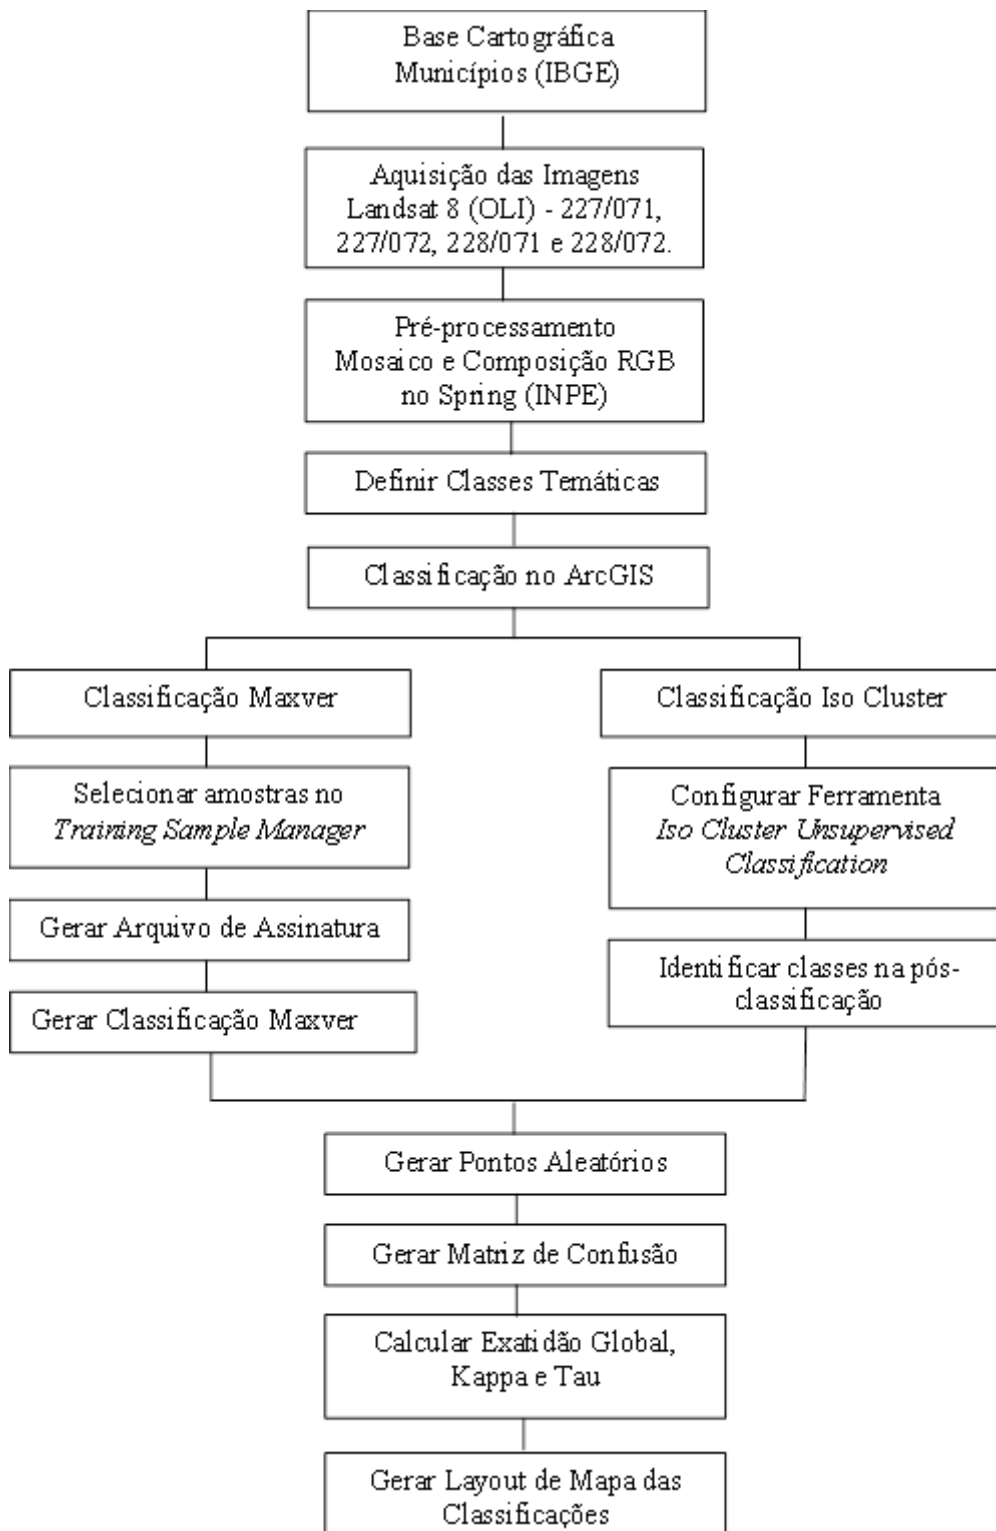 Base Cartográfica
Municípios (IBGE)
Aquisição das Imagens
Landsat 8 (OLI) - 227/071,
227/072, 228/071 e 228/072.
Pré-processamento
Mosaico e Composição RGB
no Spring (INPE)
Definir Classes Temáticas
Classificação no ArcGIS
Classificação Maxver
Selecionar amostras no
Training Sample Manager
Gerar Arquivo de Assinatura
Gerar Classificação Maxver
Classificação Iso Cluster
Configurar Ferramenta
Iso Cluster Unsupervised
Classification
Identificar classes na pós-
classificação
Gerar Pontos Aleatórios
Gerar Matriz de Confusão
Calcular Exatidão Global,
Kappa e Tau
Gerar Layout de Mapa das
Classificações